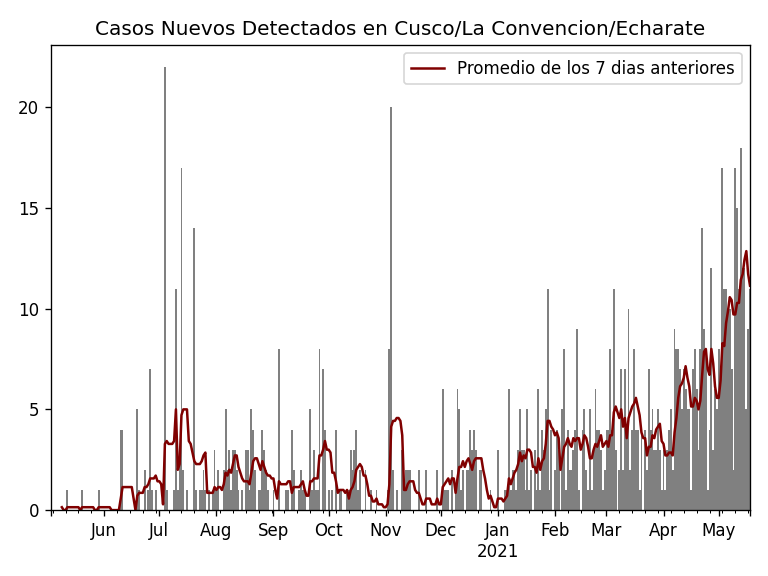 Casos Nuevos Detectados en Cusco/La Convencion/Echarate
Promedio de los 7 dias anteriores
20
15
10
5
0
Jun Jul Aug Sep Oct Nov Dec Jan Feb Mar Apr May
2021